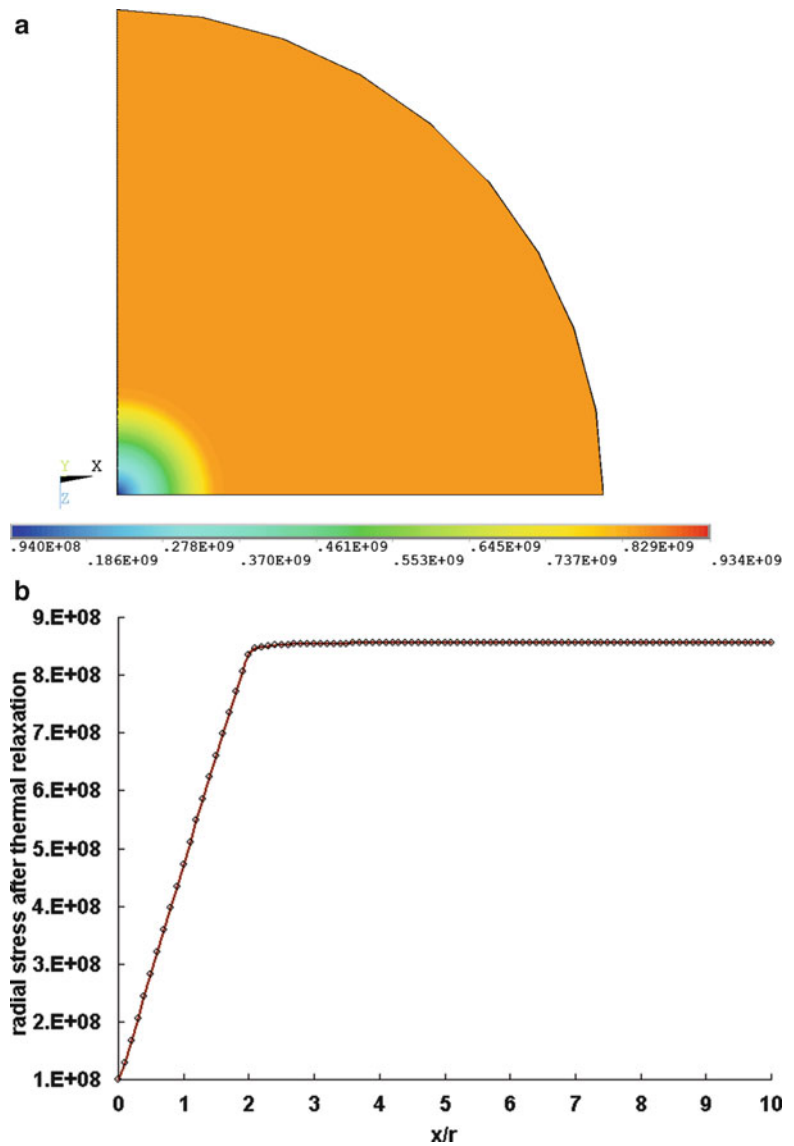 a
Y X
Z
.940E+08 .278E+09 .461E+09 .645E+09 .829E+09
.186E+09 .370E+09 .553E+09 .737E+09 .934E+09
b
9.E+08
8.E+08
7.E+08
6.E+08
5.E+08
4.E+08
3.E+08
2.E+08
1.E+08
radial stress after thermal relaxation
0 1 2 3 4 5 6 7 8 9 10
x/r